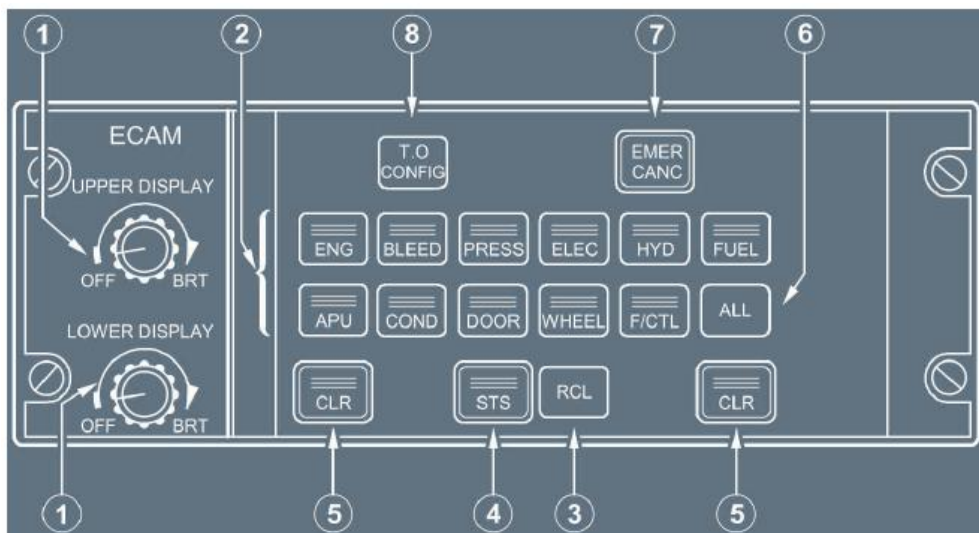 1 2 8 7 6
ECAM
UPPER DISPLAY
OFF BRT
LOWER DISPLAY
OFF BRT
T.O
CONFIG
EMER
CANC
ENG BLEED PRESS ELEC HYD FUEL
APU COND DOOR WHEEL F/CTL ALL
CLR STS RCL CLR
1 5 4 3 5